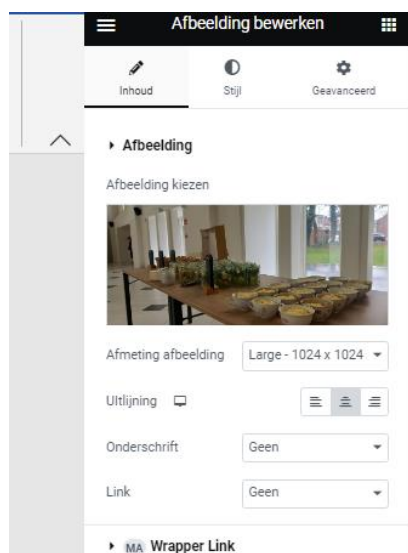 Afbeelding bewerken
Inhoud Stijl Geavanceerd
Afbeelding
Afbeelding kiezen
Afmeting afbeelding Large - 1024 x 1024
UItlijning
Onderschrift Geen
Link Geen
MA Wrapper Link